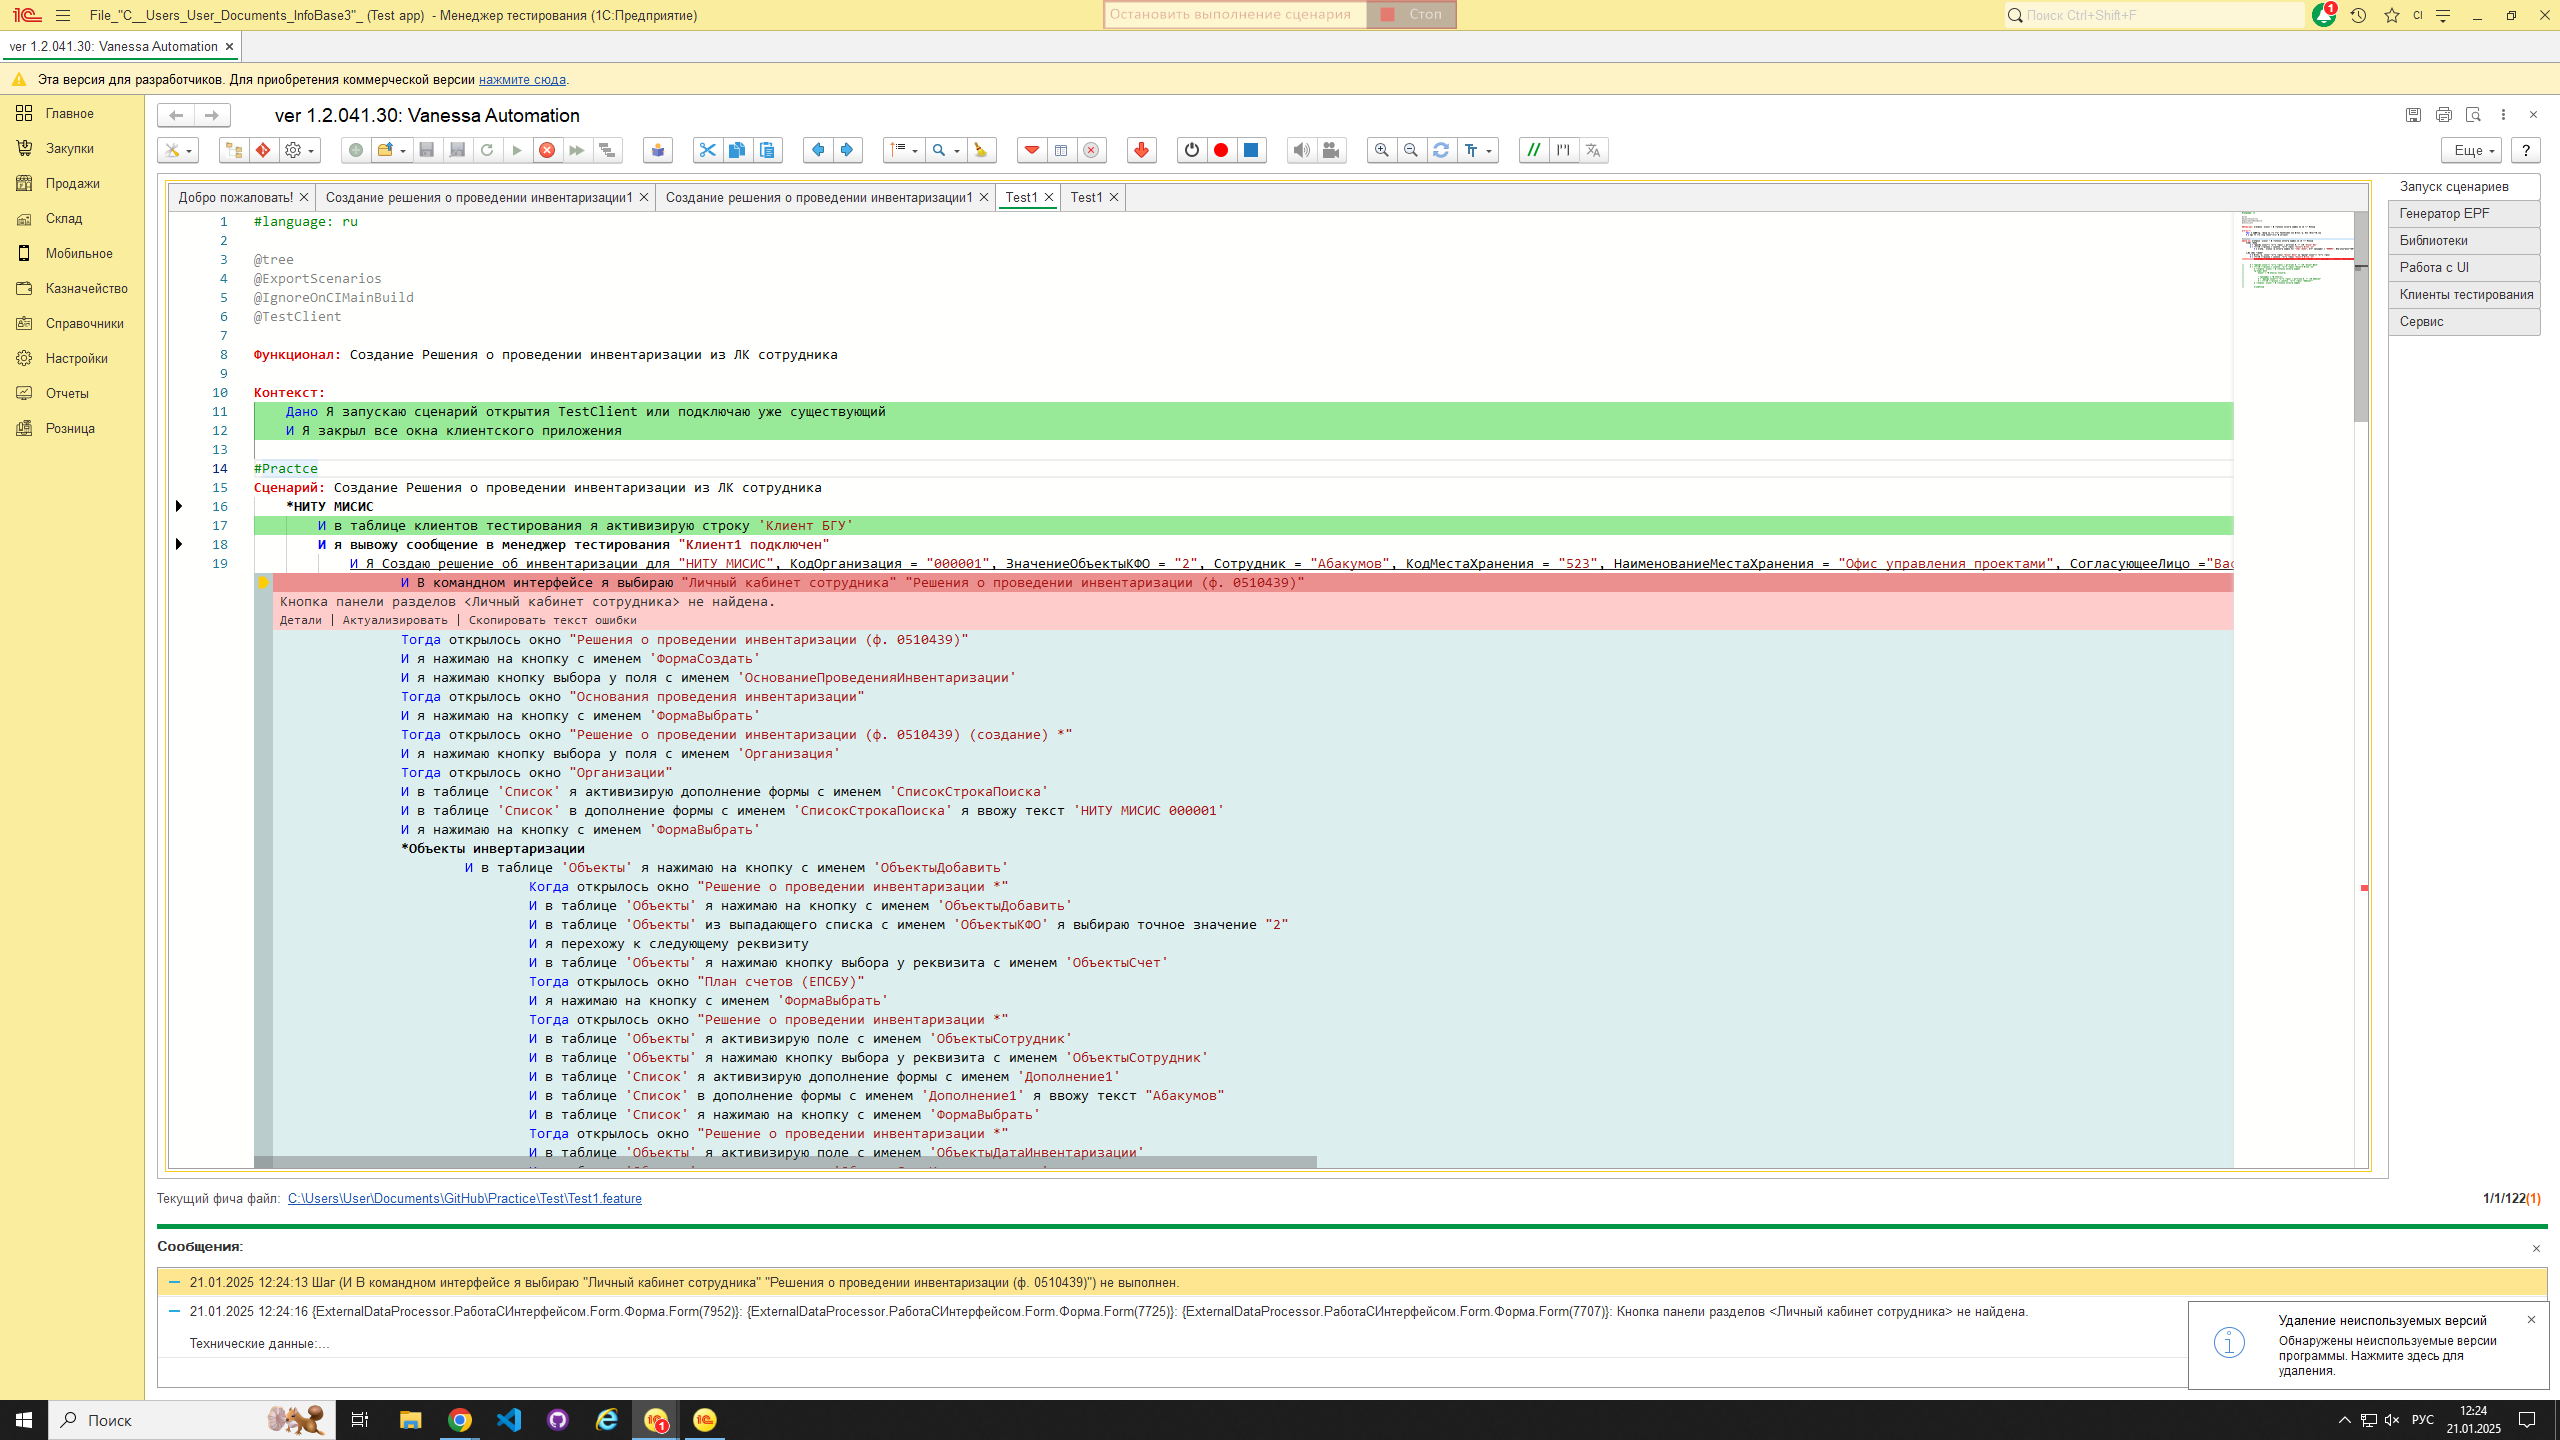 File_"C__Users_User_Documents_InfoBase3"_ (Test app)  - Менеджер тестирования (1С:Предприятие)
Остановить выполнение сценария
Стоп
Поиск Ctrl+Shift+F
1
CI
ver 1.2.041.30: Vanessa Automation
Эта версия для разработчиков. Для приобретения коммерческой версии нажмите сюда.
Главное
Закупки
Продажи
Склад
Мобильное
Казначейство
Справочники
Настройки
Отчеты
Розница
ver 1.2.041.30: Vanessa Automation
Еще
?
Добро пожаловать!
Создание решения о проведении инвентаризации1
Создание решения о проведении инвентаризации1
Test1
Test1
Запуск сценариев
Генератор EPF
Библиотеки
Работа с UI
Клиенты тестирования
Сервис
1 #language: ru
2
3 @tree
4 @ExportScenarios
5 @IgnoreOnCIMainBuild
6 @TestClient
7
8 Функционал: Создание Решения о проведении инвентаризации из ЛК сотрудника
9
10 Контекст:
11 Дано Я запускаю сценарий открытия TestClient или подключаю уже существующий
12 И Я закрыл все окна клиентского приложения
13
14 #Practce
15 Сценарий: Создание Решения о проведении инвентаризации из ЛК сотрудника
16 *НИТУ МИСИС
17 И в таблице клиентов тестирования я активизирую строку 'Клиент БГУ'
18 И я вывожу сообщение в менеджер тестирования "Клиент1 подключен"
19 И Я Создаю решение об инвентаризации для "НИТУ МИСИС", КодОрганизация = "000001", ЗначениеОбъектыКФО = "2", Сотрудник = "Абакумов", КодМестаХранения = "523", НаименованиеМестаХранения = "Офис управления проектами", СогласующееЛицо ="Вас
И В командном интерфейсе я выбираю "Личный кабинет сотрудника" "Решения о проведении инвентаризации (ф. 0510439)"
Кнопка панели разделов <Личный кабинет сотрудника> не найдена.
Детали | Актуализировать | Скопировать текст ошибки
Тогда открылось окно "Решения о проведении инвентаризации (ф. 0510439)"
И я нажимаю на кнопку с именем 'ФормаСоздать'
И я нажимаю кнопку выбора у поля с именем 'ОснованиеПроведенияИнвентаризации'
Тогда открылось окно "Основания проведения инвентаризации"
И я нажимаю на кнопку с именем 'ФормаВыбрать'
Тогда открылось окно "Решение о проведении инвентаризации (ф. 0510439) (создание) *"
И я нажимаю кнопку выбора у поля с именем 'Организация'
Тогда открылось окно "Организации"
И в таблице 'Список' я активизирую дополнение формы с именем 'СписокСтрокаПоиска'
И в таблице 'Список' в дополнение формы с именем 'СписокСтрокаПоиска' я ввожу текст 'НИТУ МИСИС 000001'
И я нажимаю на кнопку с именем 'ФормаВыбрать'
*Объекты инвертаризации
И в таблице 'Объекты' я нажимаю на кнопку с именем 'ОбъектыДобавить'
Когда открылось окно "Решение о проведении инвентаризации *"
И в таблице 'Объекты' я нажимаю на кнопку с именем 'ОбъектыДобавить'
И в таблице 'Объекты' из выпадающего списка с именем 'ОбъектыКФО' я выбираю точное значение "2"
И я перехожу к следующему реквизиту
И в таблице 'Объекты' я нажимаю кнопку выбора у реквизита с именем 'ОбъектыСчет'
Тогда открылось окно "План счетов (ЕПСБУ)"
И я нажимаю на кнопку с именем 'ФормаВыбрать'
Тогда открылось окно "Решение о проведении инвентаризации *"
И в таблице 'Объекты' я активизирую поле с именем 'ОбъектыСотрудник'
И в таблице 'Объекты' я нажимаю кнопку выбора у реквизита с именем 'ОбъектыСотрудник'
И в таблице 'Список' я активизирую дополнение формы с именем 'Дополнение1'
И в таблице 'Список' в дополнение формы с именем 'Дополнение1' я ввожу текст "Абакумов"
И в таблице 'Список' я нажимаю на кнопку с именем 'ФормаВыбрать'
Тогда открылось окно "Решение о проведении инвентаризации *"
И в таблице 'Объекты' я активизирую поле с именем 'ОбъектыДатаИнвентаризации'
Текущий фича файл: C:\Users\User\Documents\GitHub\Practice\Test\Test1.feature
1/1/122(1)
Сообщения:
21.01.2025 12:24:13 Шаг (И В командном интерфейсе я выбираю "Личный кабинет сотрудника" "Решения о проведении инвентаризации (ф. 0510439)") не выполнен.
21.01.2025 12:24:16 {ExternalDataProcessor.РаботаСИнтерфейсом.Form.Форма.Form(7952)}: {ExternalDataProcessor.РаботаСИнтерфейсом.Form.Форма.Form(7725)}: {ExternalDataProcessor.РаботаСИнтерфейсом.Form.Форма.Form(7707)}: Кнопка панели разделов <Личный кабинет сотрудника> не найдена.
Технические данные:...
Удаление неиспользуемых версий
Обнаружены неиспользуемые версии
программы. Нажмите здесь для
удаления.
Поиск
1
РУС
12:24
21.01.2025